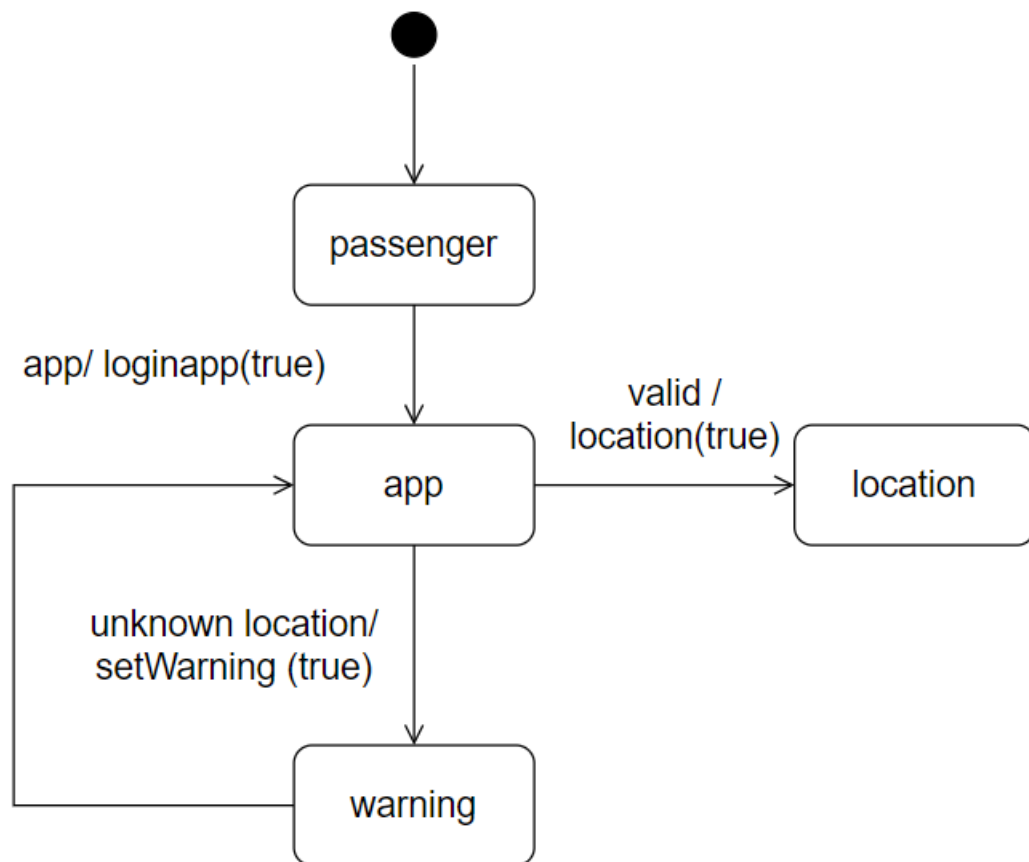 passenger
app/ loginapp(true)
valid /
location(true)
app
location
unknown location/
setWarning (true)
warning